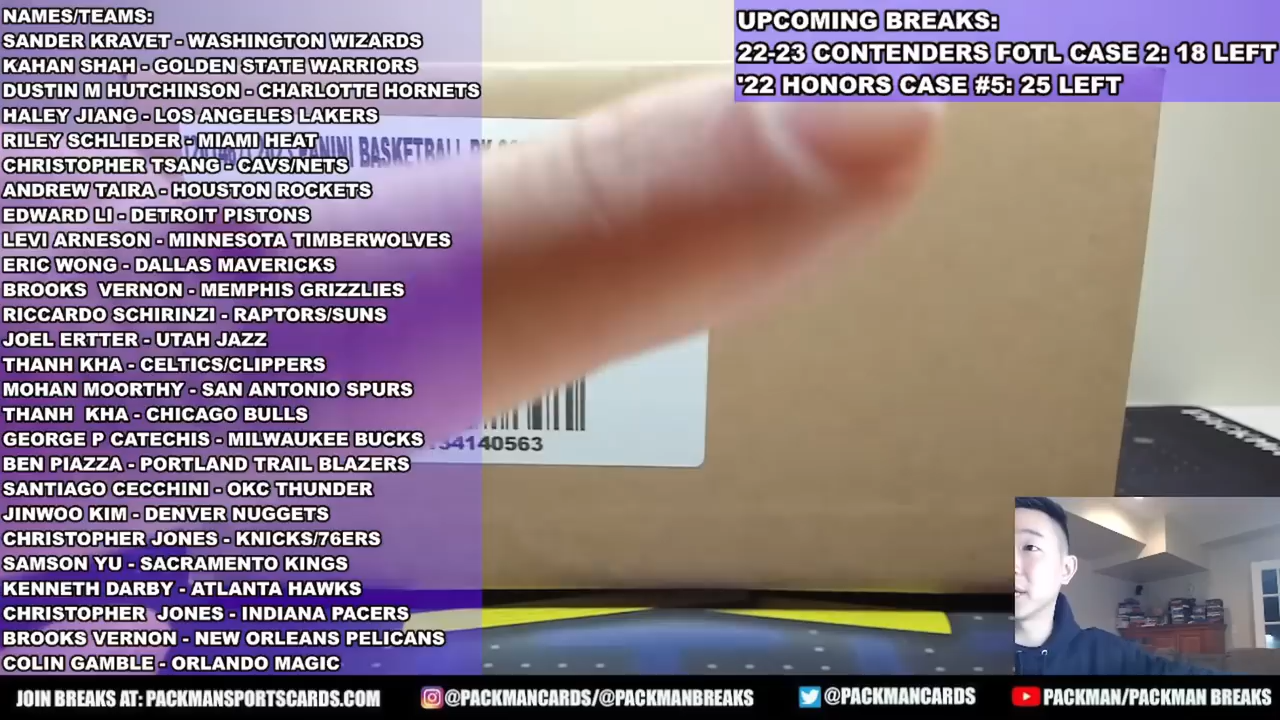 NAMES/TEAMS:
SANDER KRAVET - WASHINGTON WIZARDS
KAHAN SHAH - GOLDEN STATE WARRIORS
DUSTIN M HUTCHINSON - CHARLOTTE HORNETS
HALEY JIANG - LOS ANGELES LAKERS
RILEY SCHLIEDER - MIAMI HEAT
CHRISTOPHER TSANG - CAVS/NETS
ANDREW TAIRA - HOUSTON ROCKETS
EDWARD LI - DETROIT PISTONS
LEVI ARNESON - MINNESOTA TIMBERWOLVES
ERIC WONG - DALLAS MAVERICKS
BROOKS VERNON - MEMPHIS GRIZZLIES
RICCARDO SCHIRINZI - RAPTORS/SUNS
JOEL ERTTER - UTAH JAZZ
THANH KHA - CELTICS/CLIPPERS
MOHAN MOORTHY - SAN ANTONIO SPURS
THANH KHA - CHICAGO BULLS
GEORGE P CATECHIS - MILWAUKEE BUCKS
BEN PIAZZA - PORTLAND TRAIL BLAZERS
SANTIAGO CECCHINI - OKC THUNDER
JINWOO KIM - DENVER NUGGETS
CHRISTOPHER JONES - KNICKS/76ERS
SAMSON YU - SACRAMENTO KINGS
KENNETH DARBY - ATLANTA HAWKS
CHRISTOPHER JONES - INDIANA PACERS
BROOKS VERNON - NEW ORLEANS PELICANS
COLIN GAMBLE - ORLANDO MAGIC
UPCOMING BREAKS:
22-23 CONTENDERS FOTL CASE 2: 18 LEFT
'22 HONORS CASE #5: 25 LEFT
PANINI BASKETBALL
34140563
JOIN BREAKS AT: PACKMANSPORTSCARDS.COM
@PACKMANCARDS/@PACKMANBREAKS
@PACKMANCARDS
PACKMAN/PACKMAN BREAKS